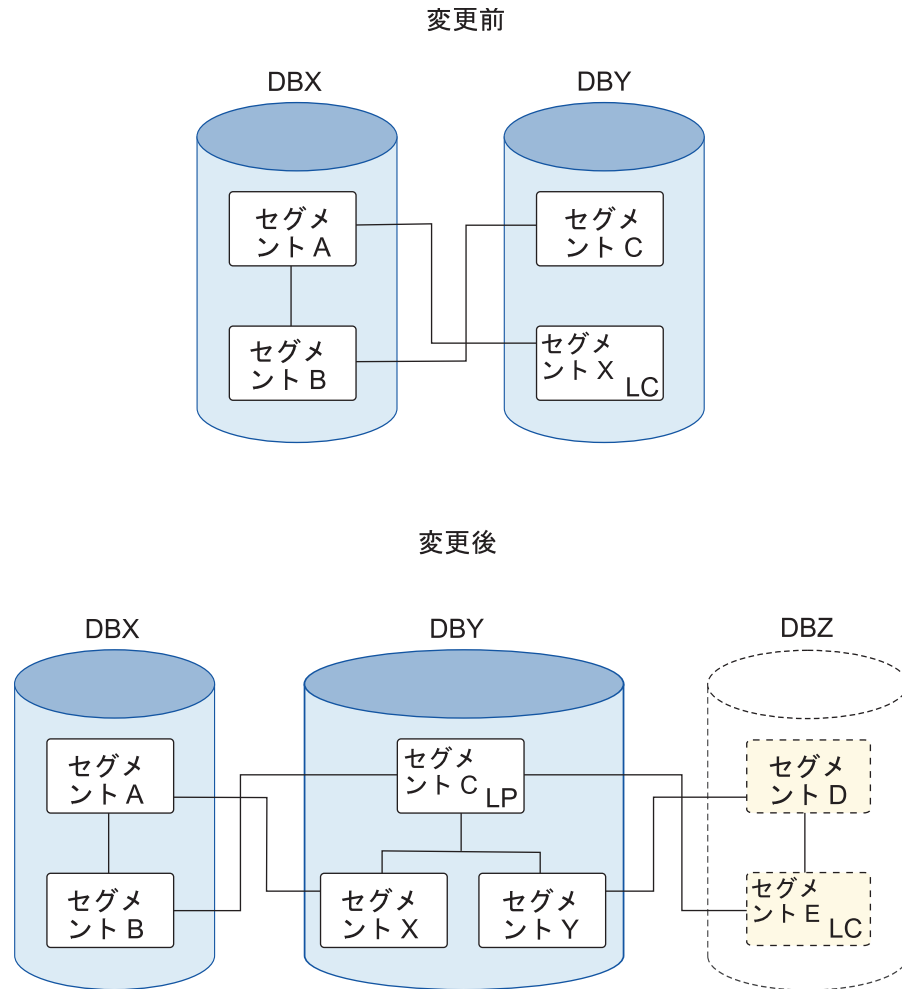 変更前
DBX
DBY
セグメ
ント A
セグメ
ント C
セグメ
ント B
セグメ
ント X
LC
変更後
DBX
DBY
DBZ
セグメ
ント A
セグメ
ント C
LP
セグメ
ント D
セグメ
ント B
セグメ
ント X
セグメ
ント Y
セグメ
ント E
LC